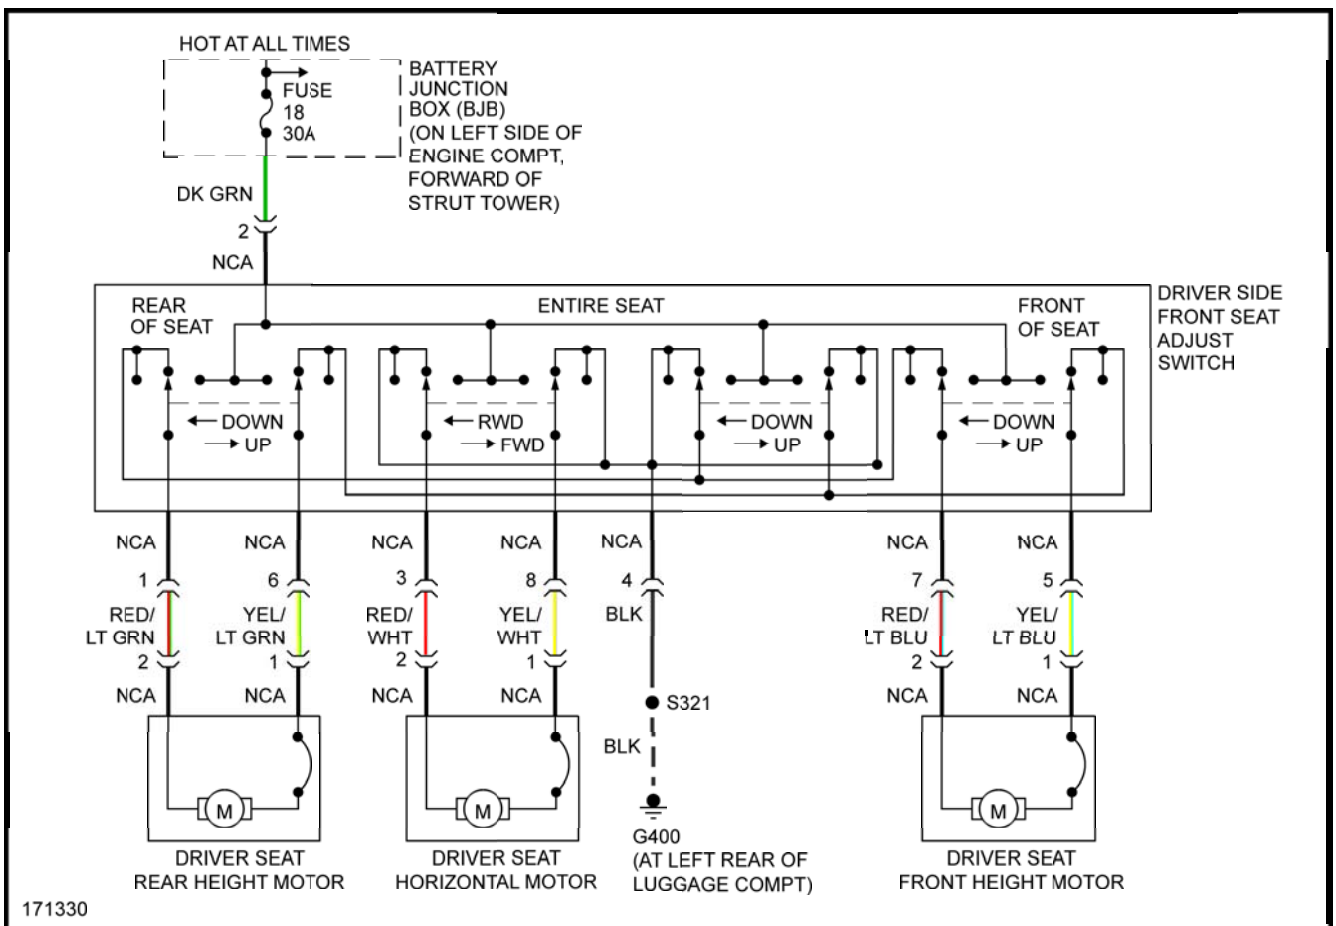 HOT AT ALL TIMES
FUSE
18
30A
BATTERY
JUNCTION
BOX (BJB)
(ON LEFT SIDE OF
ENGINE COMPT,
FORWARD OF
STRUT TOWER)
DK GRN
2
NCA
REAR
OF SEAT
ENTIRE SEAT
FRONT
OF SEAT
DRIVER SIDE
FRONT SEAT
ADJUST
SWITCH
DOWN
UP
RWD
FWD
DOWN
UP
DOWN
UP
NCA NCA NCA NCA NCA NCA NCA
1 6 3 8 4 7 5
RED/ YEL/ RED/ YEL/ BLK RED/ YEL/
LT GRN LT GRN WHT WHT LT BLU LT BLU
2 1 2 1 2 1
NCA NCA NCA NCA NCA NCA
S321
BLK
M M M
G400
(AT LEFT REAR OF
LUGGAGE COMPT)
DRIVER SEAT
REAR HEIGHT MOTOR
DRIVER SEAT
HORIZONTAL MOTOR
DRIVER SEAT
FRONT HEIGHT MOTOR
171330